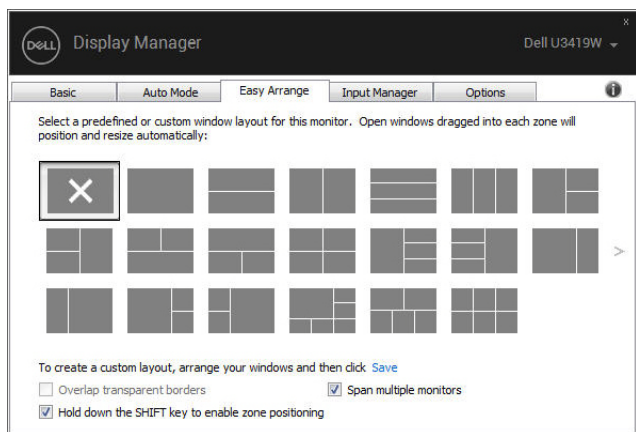 x
DELL Display Manager Dell U3419W
Basic Auto Mode Easy Arrange Input Manager Options
Select a predefined or custom window layout for this monitor. Open windows dragged into each zone will
position and resize automatically:
>
To create a custom layout, arrange your windows and then click Save
Overlap transparent borders Span multiple monitors
Hold down the SHIFT key to enable zone positioning